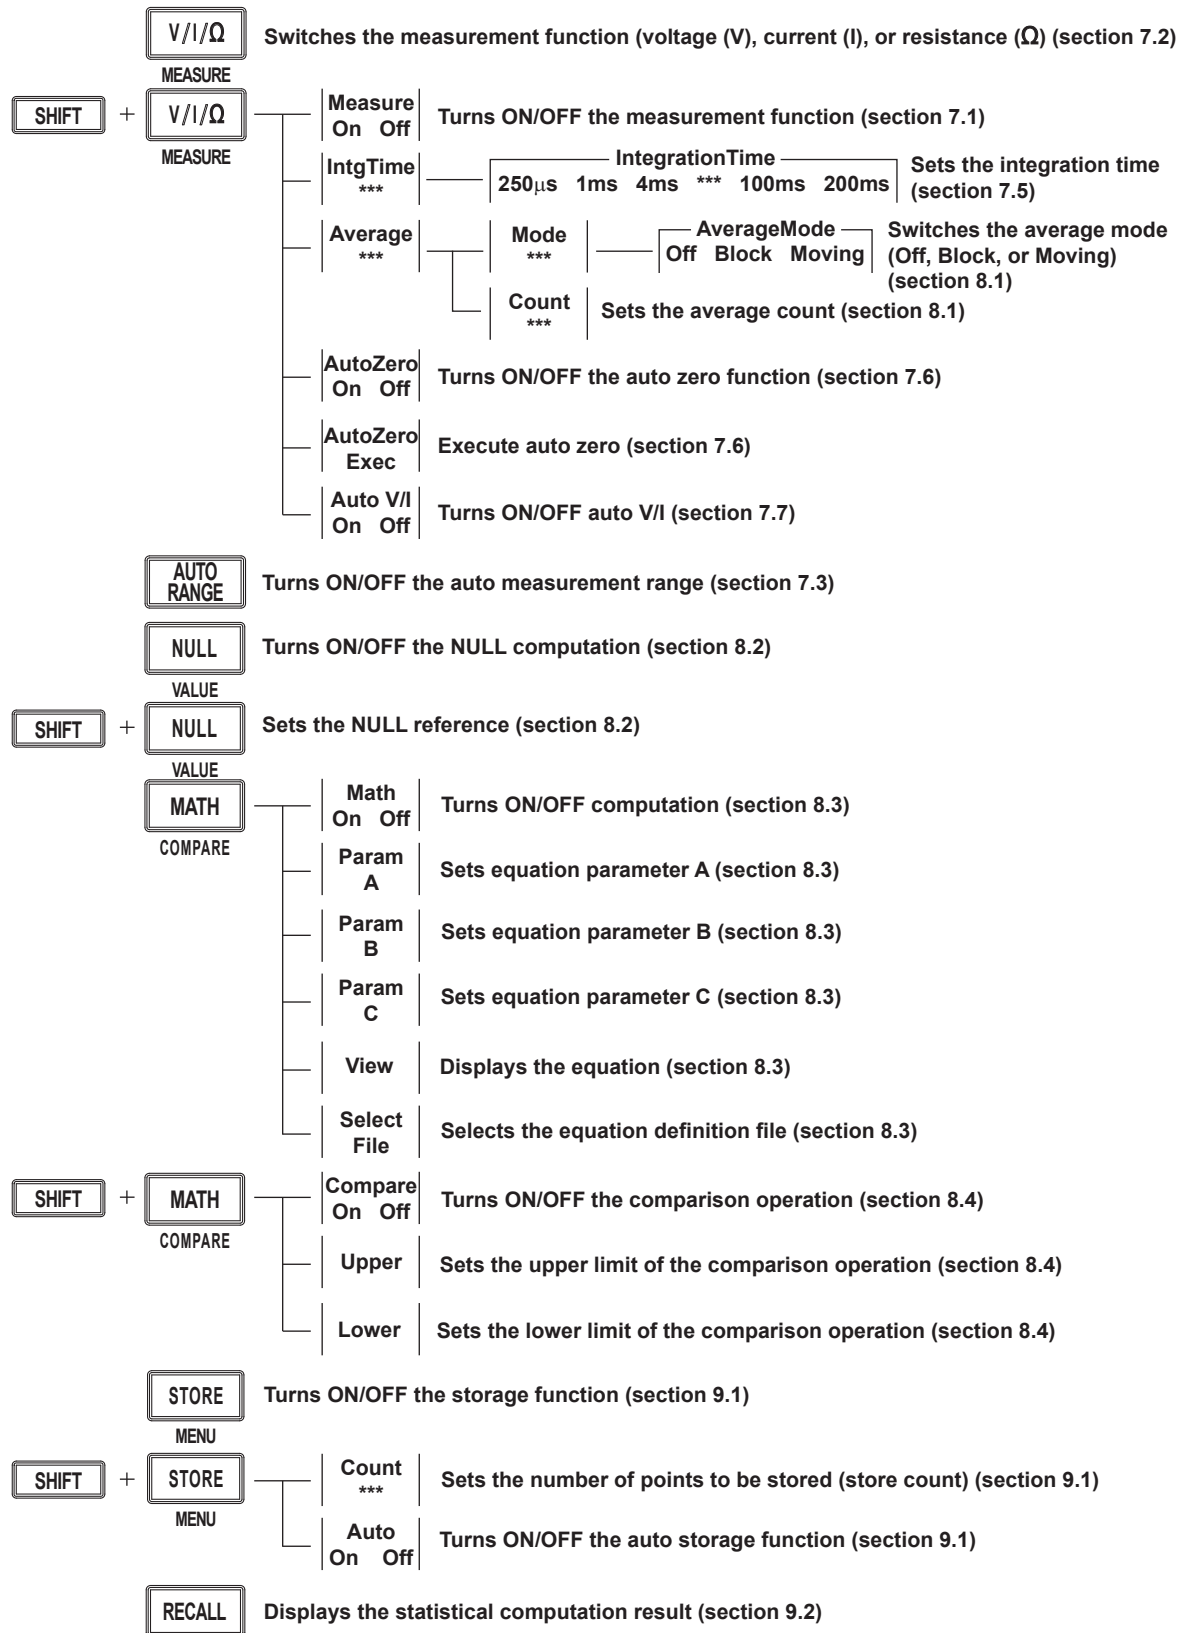 V/I/Ω
Switches the measurement function (voltage (V), current (I), or resistance (Ω) (section 7.2)
MEASURE
SHIFT + V/I/Ω
MEASURE
Measure
On Off
Turns ON/OFF the measurement function (section 7.1)
IntgTime
***
IntegrationTime
250µs 1ms 4ms *** 100ms 200ms
Sets the integration time
(section 7.5)
Average
***
Mode
***
AverageMode
Off Block Moving
Switches the average mode
(Off, Block, or Moving)
(section 8.1)
Count
***
Sets the average count (section 8.1)
AutoZero
On Off
Turns ON/OFF the auto zero function (section 7.6)
AutoZero
Exec
Execute auto zero (section 7.6)
Auto V/I
On Off
Turns ON/OFF auto V/I (section 7.7)
AUTO
RANGE
Turns ON/OFF the auto measurement range (section 7.3)
NULL
Turns ON/OFF the NULL computation (section 8.2)
VALUE
SHIFT + NULL
Sets the NULL reference (section 8.2)
VALUE
MATH
COMPARE
Math
On Off
Turns ON/OFF computation (section 8.3)
Param
A
Sets equation parameter A (section 8.3)
Param
B
Sets equation parameter B (section 8.3)
Param
C
Sets equation parameter C (section 8.3)
View
Displays the equation (section 8.3)
Select
File
Selects the equation definition file (section 8.3)
SHIFT + MATH
COMPARE
Compare
On Off
Turns ON/OFF the comparison operation (section 8.4)
Upper
Sets the upper limit of the comparison operation (section 8.4)
Lower
Sets the lower limit of the comparison operation (section 8.4)
STORE
Turns ON/OFF the storage function (section 9.1)
MENU
SHIFT + STORE
MENU
Count
***
Sets the number of points to be stored (store count) (section 9.1)
Auto
On Off
Turns ON/OFF the auto storage function (section 9.1)
RECALL
Displays the statistical computation result (section 9.2)